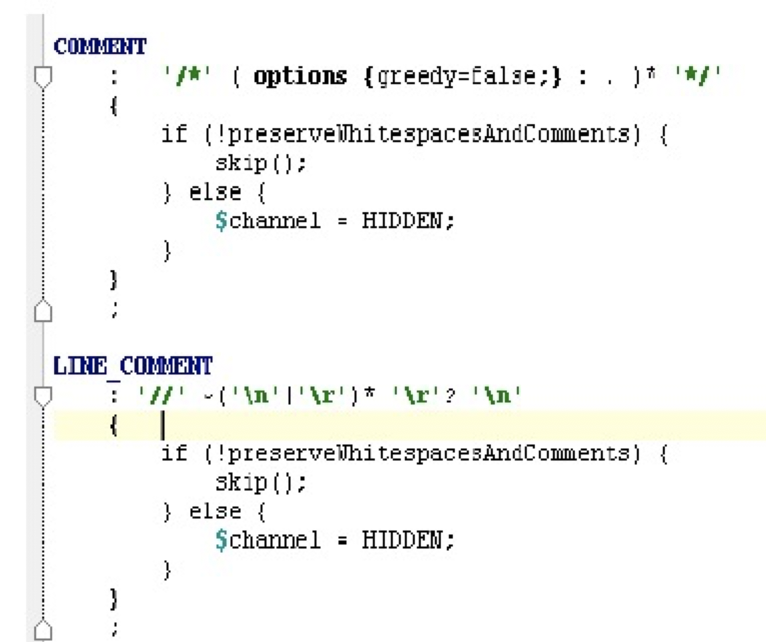 COMMENT
    :   '/*' ( options {greedy=false;} : . )* '*/'
    {
        if (!preserveWhitespacesAndComments) {
            skip();
        } else {
            $channel = HIDDEN;
        }
    }
    ;
LINE_COMMENT
    : '//' ~('\n'|'\r')* '\r'? '\n'
    {
        if (!preserveWhitespacesAndComments) {
            skip();
        } else {
            $channel = HIDDEN;
        }
    }
    ;